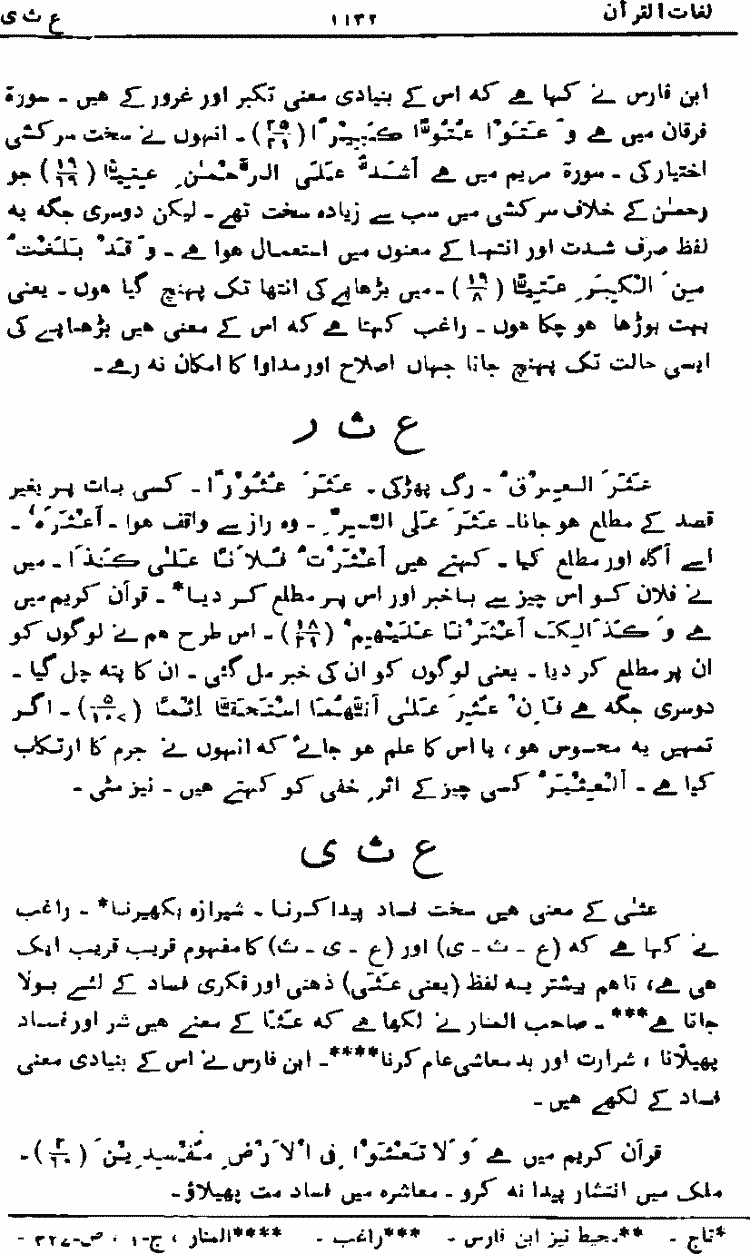 لغات القرآن ۱۱۳۲ ع ث ی
ابن فارس نے کہا ہے کہ اس کے بنیادی معنی تکبر اور غرور کے ہیں ۔ سورۃ
فرقان میں ہے وَ عَتَوْا عُتُوًّا کَبِیْرًا (۲۵/۲۱) ۔ انہوں نے سخت سرکشی
اختیار کی ۔ سورۃ مریم میں ہے أَشَدُّ عَلَی الرَّحْمٰنِ عِتِیًّا (۱۹/۶۹) جو
رحمٰن کے خلاف سرکشی میں سب سے زیادہ سخت تھے ۔ لیکن دوسری جگہ یہ
لفظ صرف شدت اور انتہا کے معنوں میں استعمال ہوا ہے ۔ وَ قَدْ بَلَغْتُ
مِنَ الْکِبَرِ عِتِیًّا (۱۹/۸) ۔ میں بڑھاپے کی انتہا تک پہنچ گیا ہوں ۔ یعنی
بہت بوڑھا ہو چکا ہوں ۔ راغب کہتا ہے کہ اس کے معنی ہیں بڑھاپے کی
ایسی حالت تک پہنچ جانا جہاں اصلاح اور مداوا کا امکان نہ رہے ۔
ع ث ر
عَثَرَ الْعِرْقُ ۔ رگ پھڑکی ۔ عَثَرَ عُثُوْرًا ۔ کسی بات پر بغیر
قصد کے مطلع ہو جانا ۔ عَثَرَ عَلَی السِّرِّ ۔ وہ راز سے واقف ہوا ۔ أَعْثَرَہٗ ۔
اسے آگاہ اور مطلع کیا ۔ کہتے ہیں أَعْثَرْتُ فُلَانًا عَلٰی کَذَا ۔ میں
نے فلاں کو اس چیز سے باخبر اور اس پر مطلع کر دیا* ۔ قرآن کریم میں
ہے وَ کَذَالِکَ أَعْثَرْنَا عَلَیْہِمْ (۱۸/۲۱) ۔ اس طرح ہم نے لوگوں کو
ان پر مطلع کر دیا ۔ یعنی لوگوں کو ان کی خبر مل گئی ۔ ان کا پتہ چل گیا ۔
دوسری جگہ ہے فَاِنْ عُثِرَ عَلٰی أَنَّہُمَا اسْتَحَقَّا اِثْمًا (۵/۱۰۷) ۔ اگر
تمہیں یہ محسوس ہو ، یا اس کا علم ہو جائے کہ انہوں نے جرم کا ارتکاب
کیا ہے ۔ اَلْعِثْیَرُ کسی چیز کے اثرِ خفی کو کہتے ہیں ۔ نیز مٹی ۔
ع ث ی
عثٰی کے معنی ہیں سخت فساد پیدا کرنا ۔ شیرازہ بکھیرنا* ۔ راغب
نے کہا ہے کہ (ع ۔ ث ۔ ی) اور (ع ۔ ی ۔ ث) کا مفہوم قریب قریب ایک
ہی ہے، تاہم بیشتر یہ لفظ (یعنی عَثَی) ذہنی اور فکری فساد کے لئے بولا
جاتا ہے*** ۔ صاحب المنار نے لکھا ہے کہ عَثَا کے معنے ہیں شر اور فساد
پھیلانا ، شرارت اور بدمعاشی عام کرنا**** ۔ ابن فارس نے اس کے بنیادی معنی
فساد کے لکھے ہیں ۔
قرآن کریم میں ہے وَ لَا تَعْثَوْا فِی الْاَرْضِ مُفْسِدِیْنَ (۲/۶۰) ۔
ملک میں انتشار پیدا نہ کرو ۔ معاشرہ میں فساد مت پھیلاؤ ۔
*تاج ۔ **محیط نیز ابن فارس ۔ ***راغب ۔ ****المنار ، ج-۱ ، ص-۳۲۷ ۔